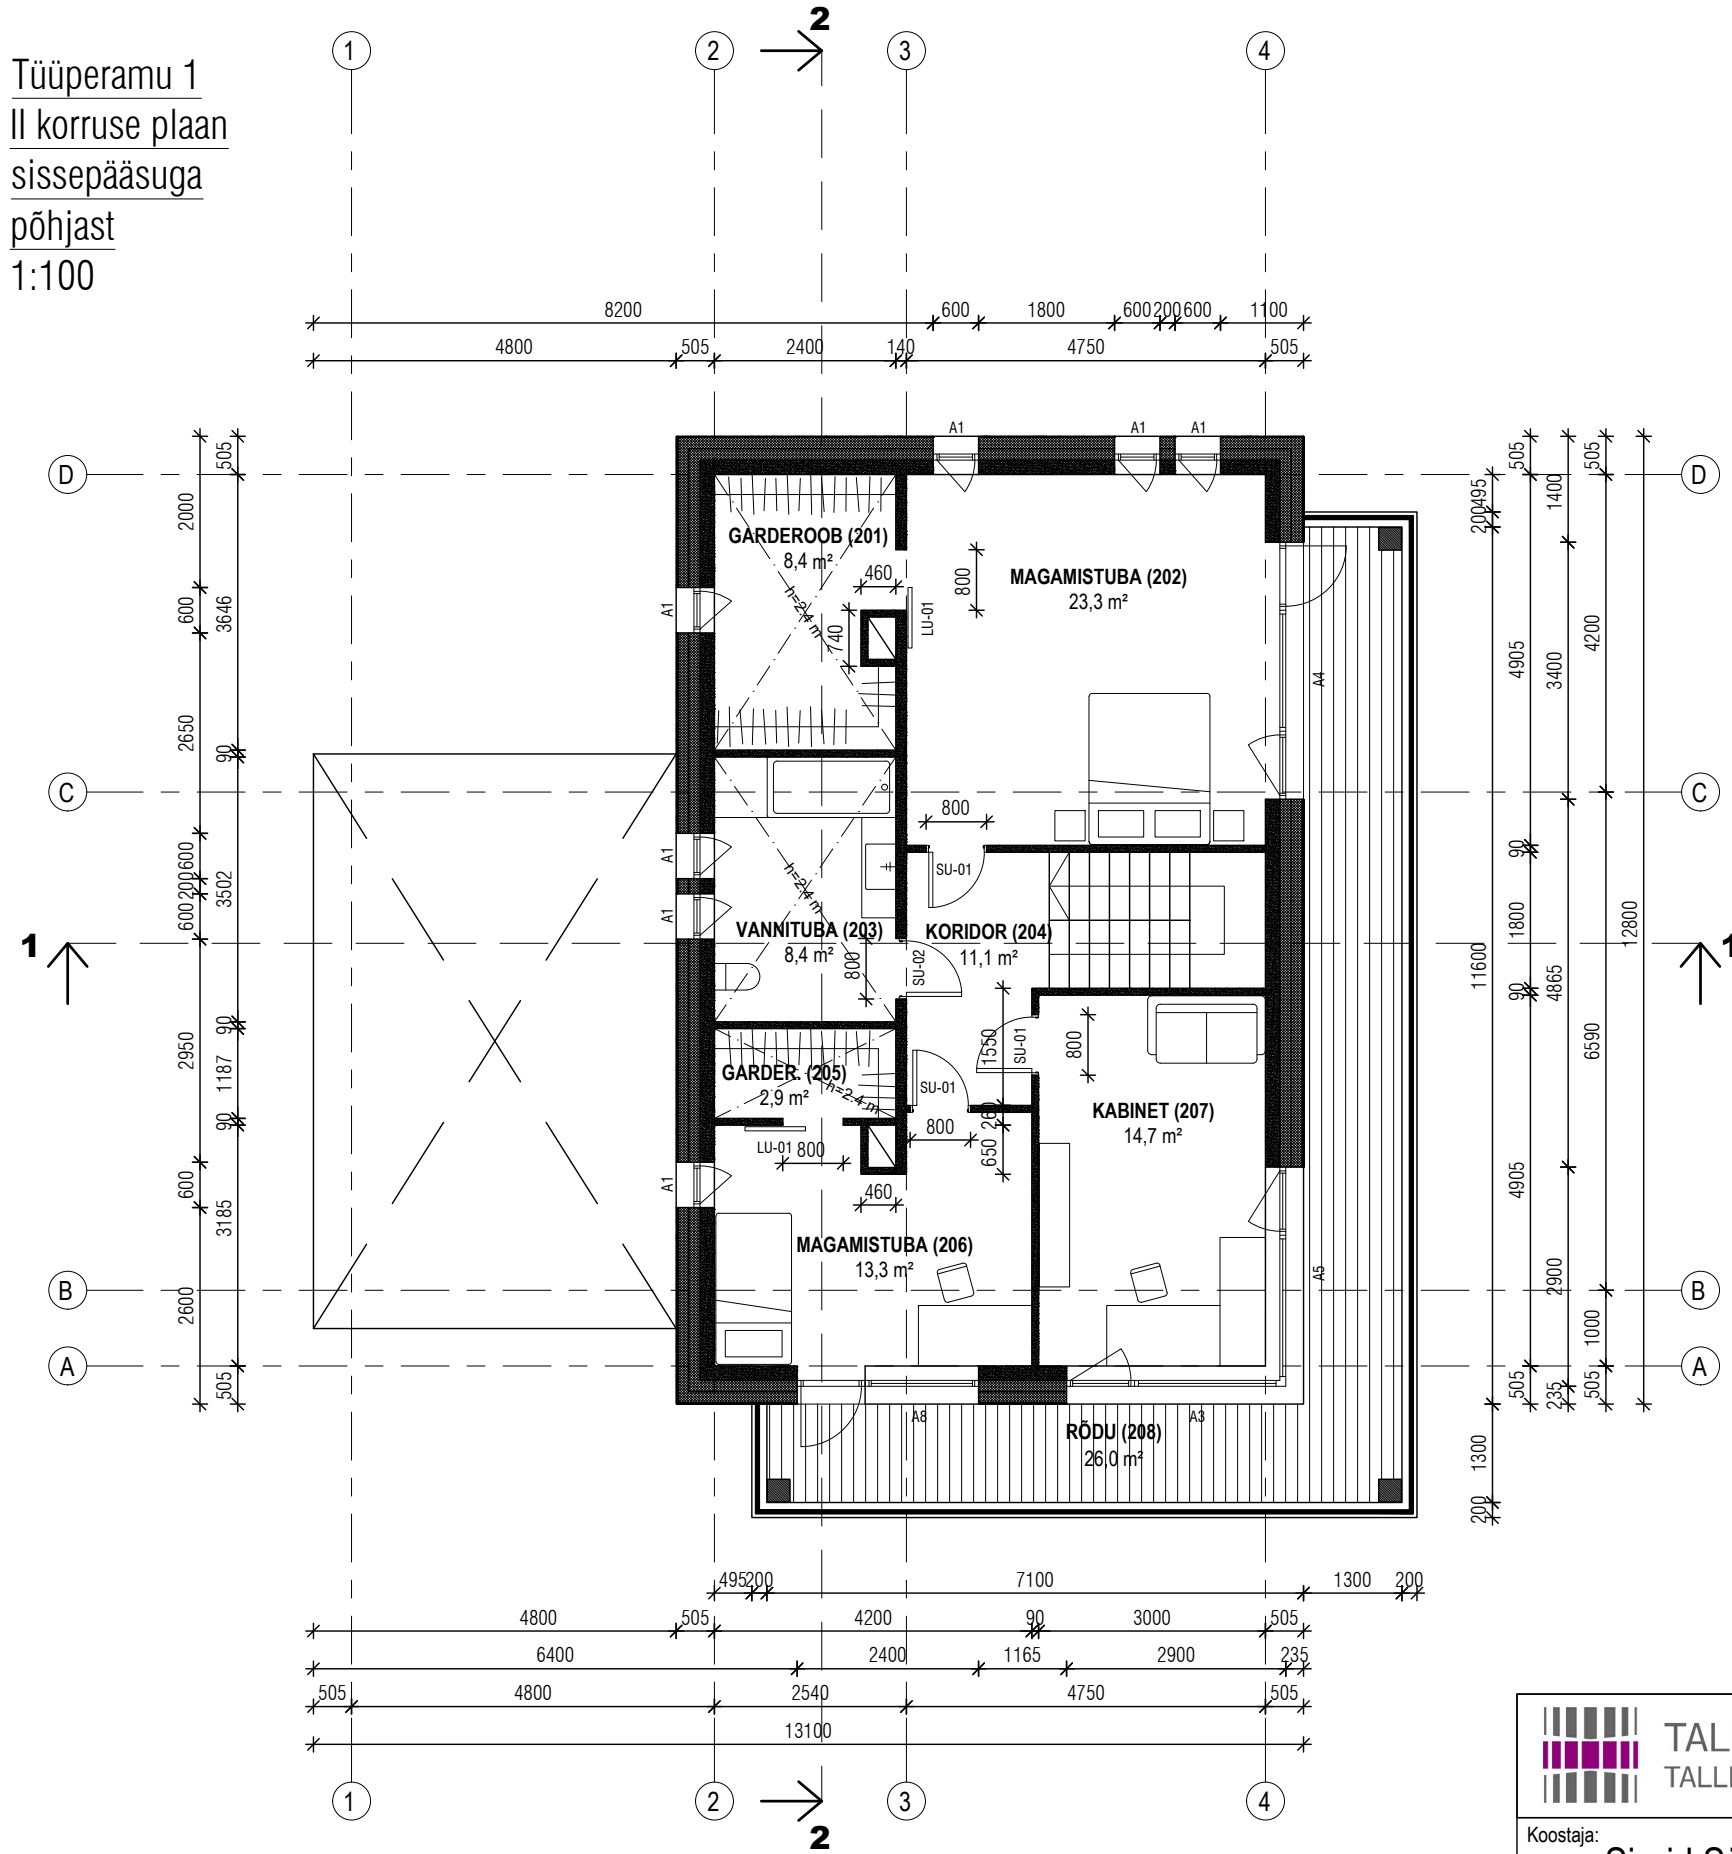 Tüüperamu 1
II korruse plaan
sissepääsuga
põhjast
1:100
2
1 2 3 4
8200 600 1800 600 200 600 1100
4800 505 2400 140 4750 505
A1 A1 A1
D D
505 2000 600 3646 2650 90
505 1400 505 495 200
GARDEROOB (201)
8,4 m²
460
h=2.4 m
740
800
LU-01
A1
MAGAMISTUBA (202)
23,3 m²
4905 3400 4200
A4
C C
800
SU-01
600 200 600 3502
A1
A1
h=2.4 m
VANNITUBA (203)
8,4 m²
800
SU-02
KORIDOR (204)
11,1 m²
90 1800 90
11600 4865 6590 12800
1 1
90 2950 1187 90
GARDER. (205)
2,9 m²
h=2.4 m
1550
SU-01
800
SU-01
260
800
650
LU-01 800
460
KABINET (207)
14,7 m²
600 3185 2600
A1
MAGAMISTUBA (206)
13,3 m²
4905 2900 1000
A5
B B
A A
505
505 235 505
A8 A3
RÕDU (208)
26,0 m²
1300
200
495 200 7100 1300 200
4800 505 4200 90 3000 505
6400 2400 1165 2900 235
505 4800 2540 4750 505
13100
1 2 3 4
2
TAL
TALL
Koostaja: